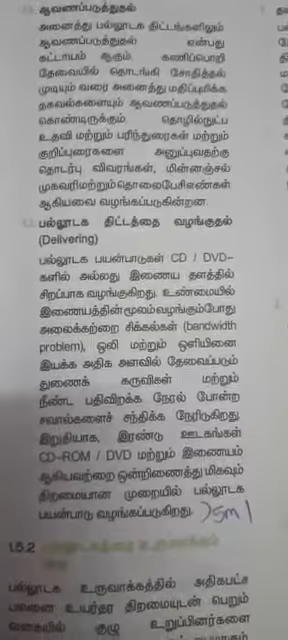 ஆவணப்படுத்துதல்
அனைத்து பல்லூடக திட்டங்களிலும்
ஆவணப்படுத்துதல் என்பது
கட்டாயம் ஆகும். கணிப்பொறி
தேவையில் தொடங்கி சோதித்தல்
முடியும் வரை அனைத்து மதிப்புமிக்க
தகவல்களையும் ஆவணப்படுத்துதல்
கொண்டிருக்கும் தொழில்நுட்ப
உதவி மற்றும் பரிந்துரைகள் மற்றும்
குறிப்புரைகளை அனுப்புவதற்கு
தொடர்பு விவரங்கள், மின்னஞ்சல்
முகவரிமற்றும்தொலைபேசிஎண்கள்
ஆகியவை வழங்கப்படுகின்றன.
பல்லூடக திட்டத்தை வழங்குதல்
(Delivering)
பல்லூடக பயன்பாடுகள் CD / DVD-
களில் அல்லது இணைய தளத்தில்
சிறப்பாக வழங்குகிறது. உண்மையில்
இணையத்தின் மூலம் வழங்கும்போது
அலைக்கற்றை சிக்கல்கள் (bandwidth
problem), ஒலி மற்றும் ஒளியினை
இயக்க அதிக அளவில் தேவைப்படும்
துணைக் கருவிகள் மற்றும்
நீண்ட பதிவிறக்க நேரம் போன்ற
சவால்களைச் சந்திக்க நேரிடுகிறது.
இறுதியாக, இரண்டு ஊடகங்கள்
CD-ROM / DVD மற்றும் இணையம்
ஆகியவற்றை ஒன்றிணைத்து மிகவும்
திறமையான முறையில் பல்லூடக
பயன்பாடு வழங்கப்படுகிறது.
1.5.2
பல்லூடக உருவாக்கத்தில் அதிகபட்ச
பலனை உயர்தர திறமையுடன் பெறும்
வகையில் குழு உறுப்பினர்களை